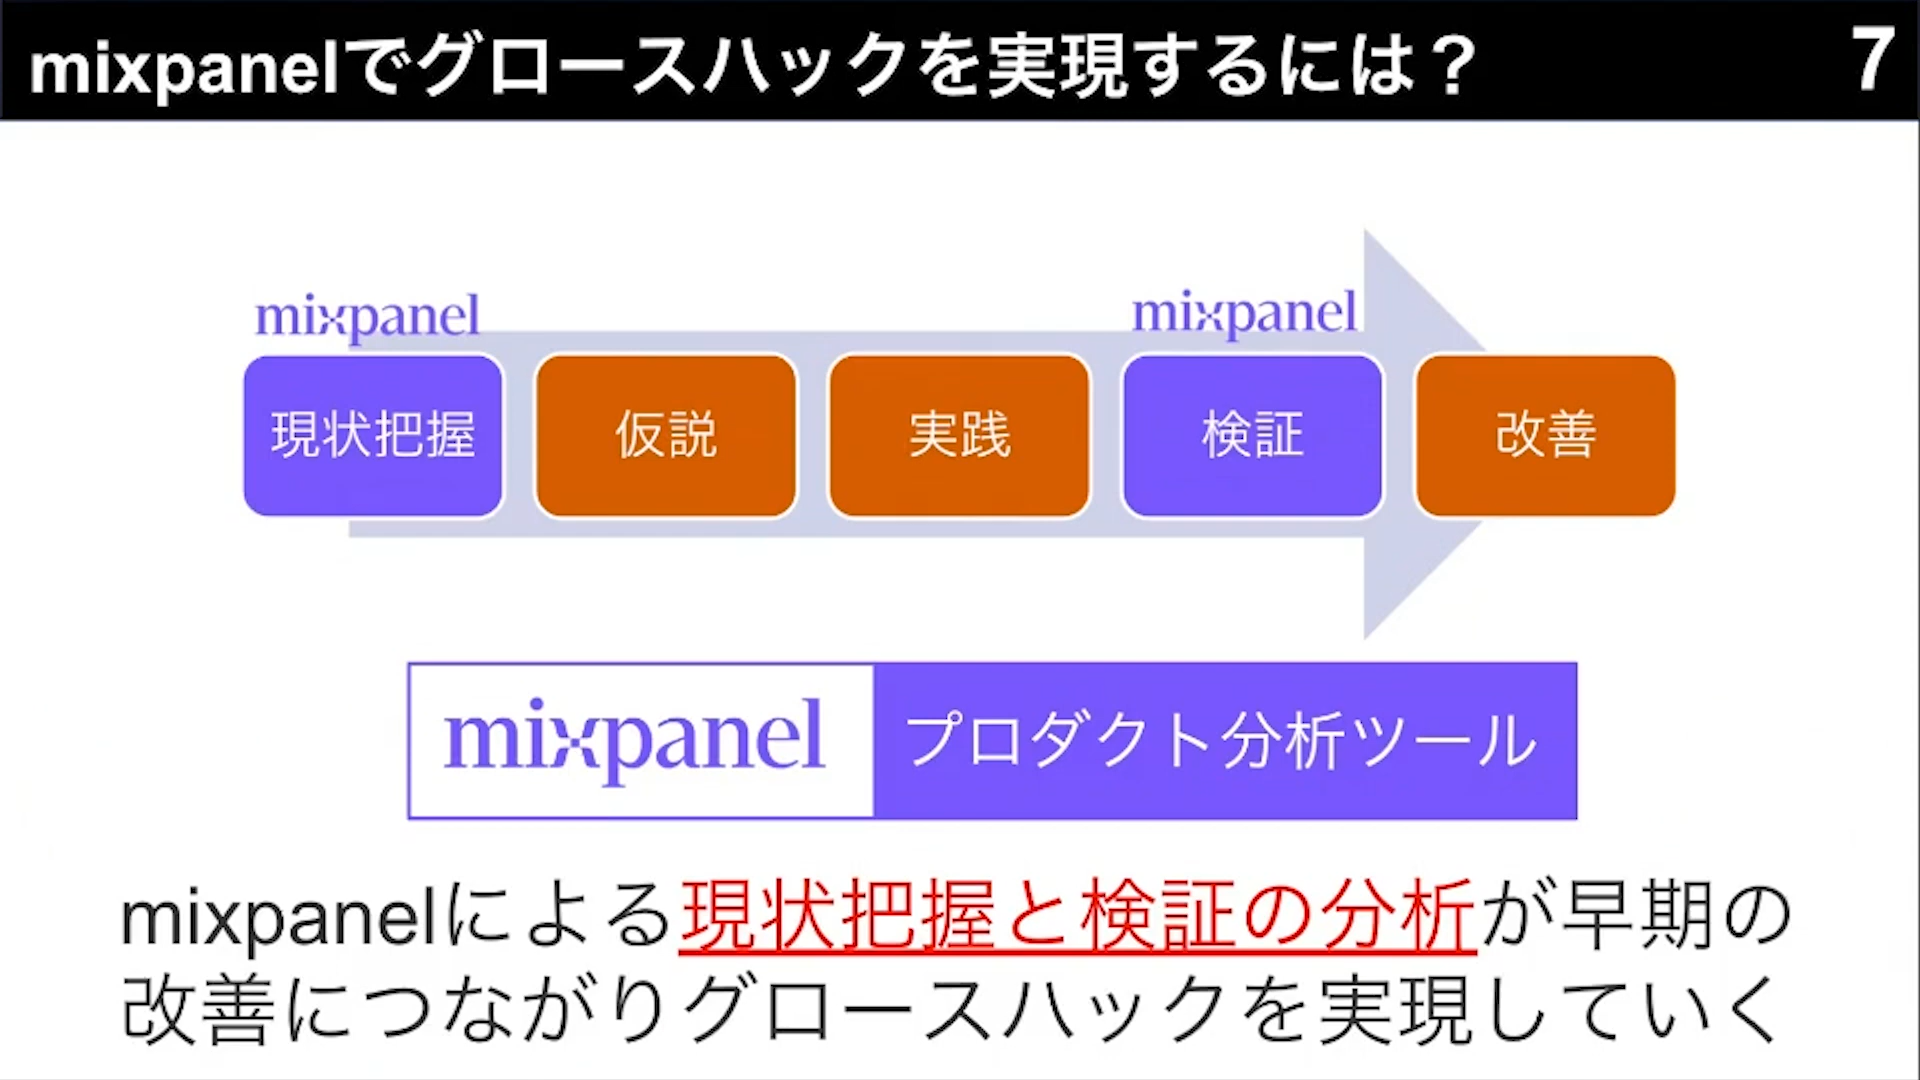 mixpanelでグロースハックを実現するには？
7
mixpanel
mixpanel
現状把握
仮説
実践
検証
改善
mixpanel
プロダクト分析ツール
mixpanelによる現状把握と検証の分析が早期の
改善につながりグロースハックを実現していく